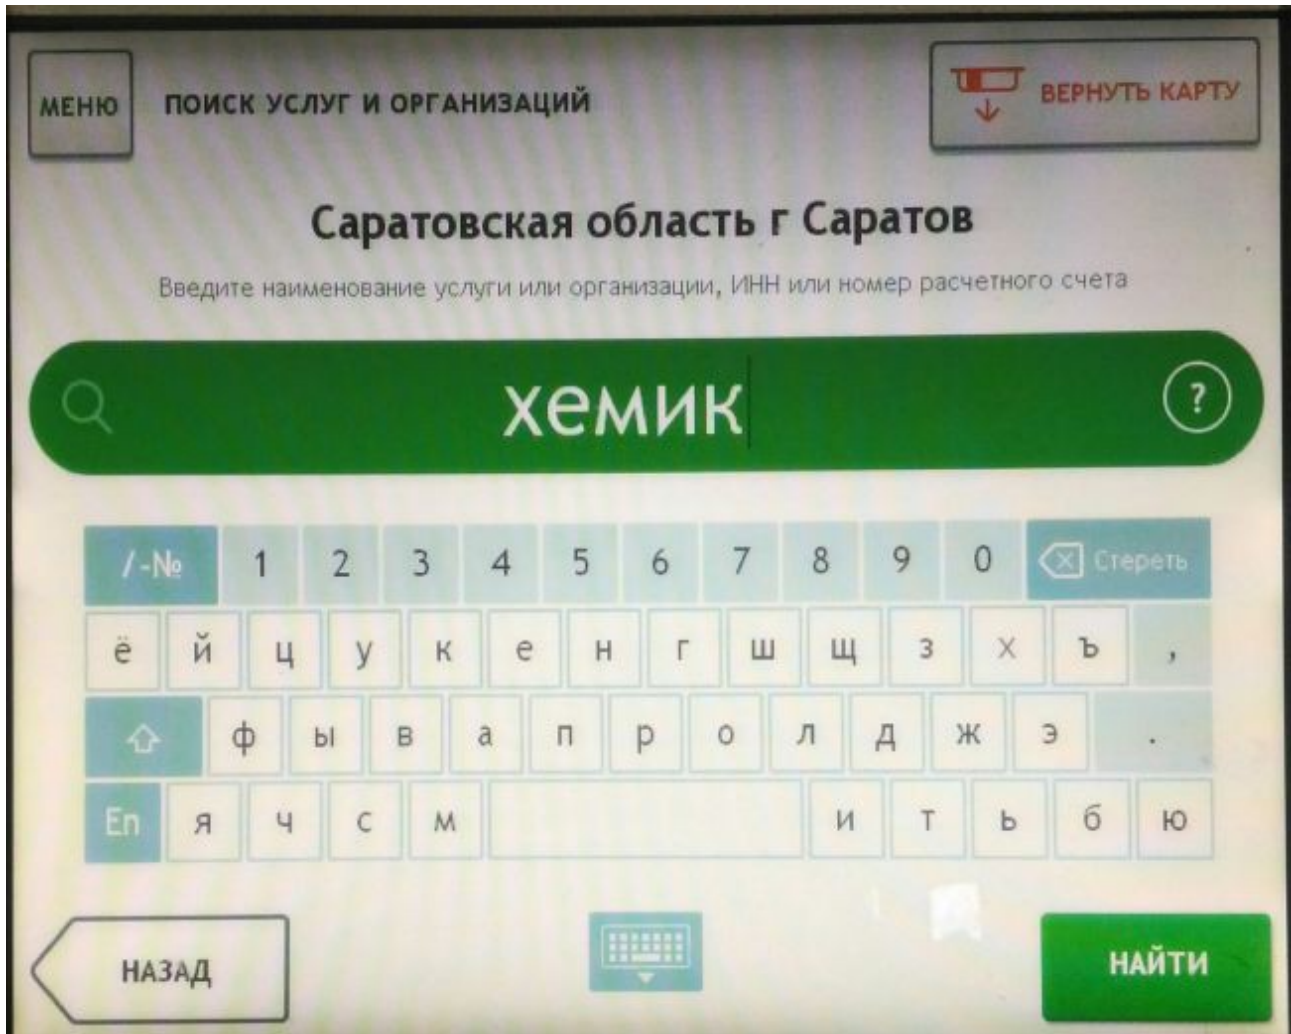 МЕНЮ ПОИСК УСЛУГ И ОРГАНИЗАЦИЙ ВЕРНУТЬ КАРТУ
Саратовская область г Саратов
Введите наименование услуги или организации, ИНН или номер расчетного счета
хемик ?
/-№ 1 2 3 4 5 6 7 8 9 0 Стереть
ё й ц у к е н г ш щ з х ъ ,
ф ы в а п р о л д ж э .
En я ч с м и т ь б ю
НАЗАД НАЙТИ